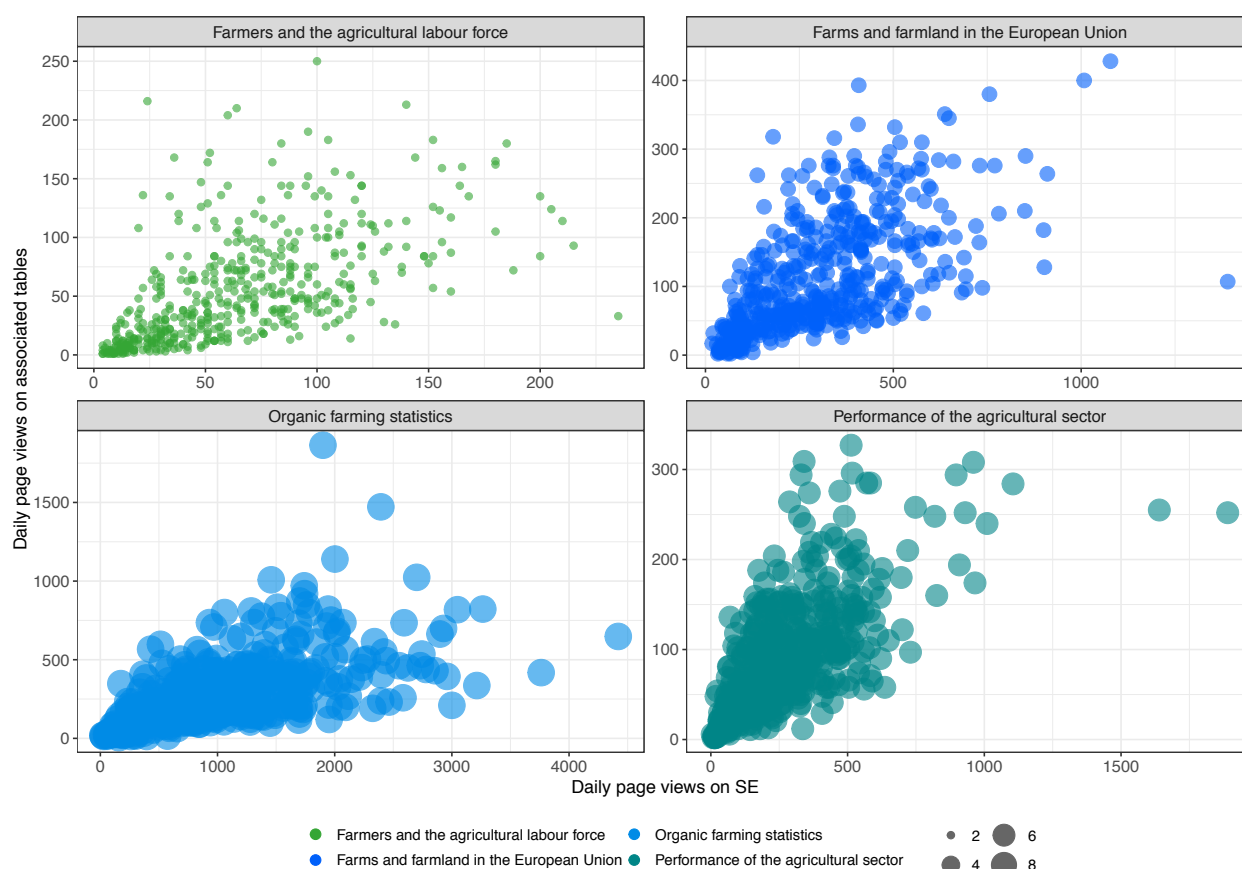 Farmers and the agricultural labour force
Farms and farmland in the European Union
250
200
150
100
50
0
0 50 100 150 200
400
300
200
100
0
0 500 1000
Organic farming statistics
Performance of the agricultural sector
1500
1000
500
0
0 1000 2000 3000 4000
300
200
100
0
0 500 1000 1500
Daily page views on associated tables
Daily page views on SE
Farmers and the agricultural labour force
Organic farming statistics
Farms and farmland in the European Union
Performance of the agricultural sector
2 6
4 8